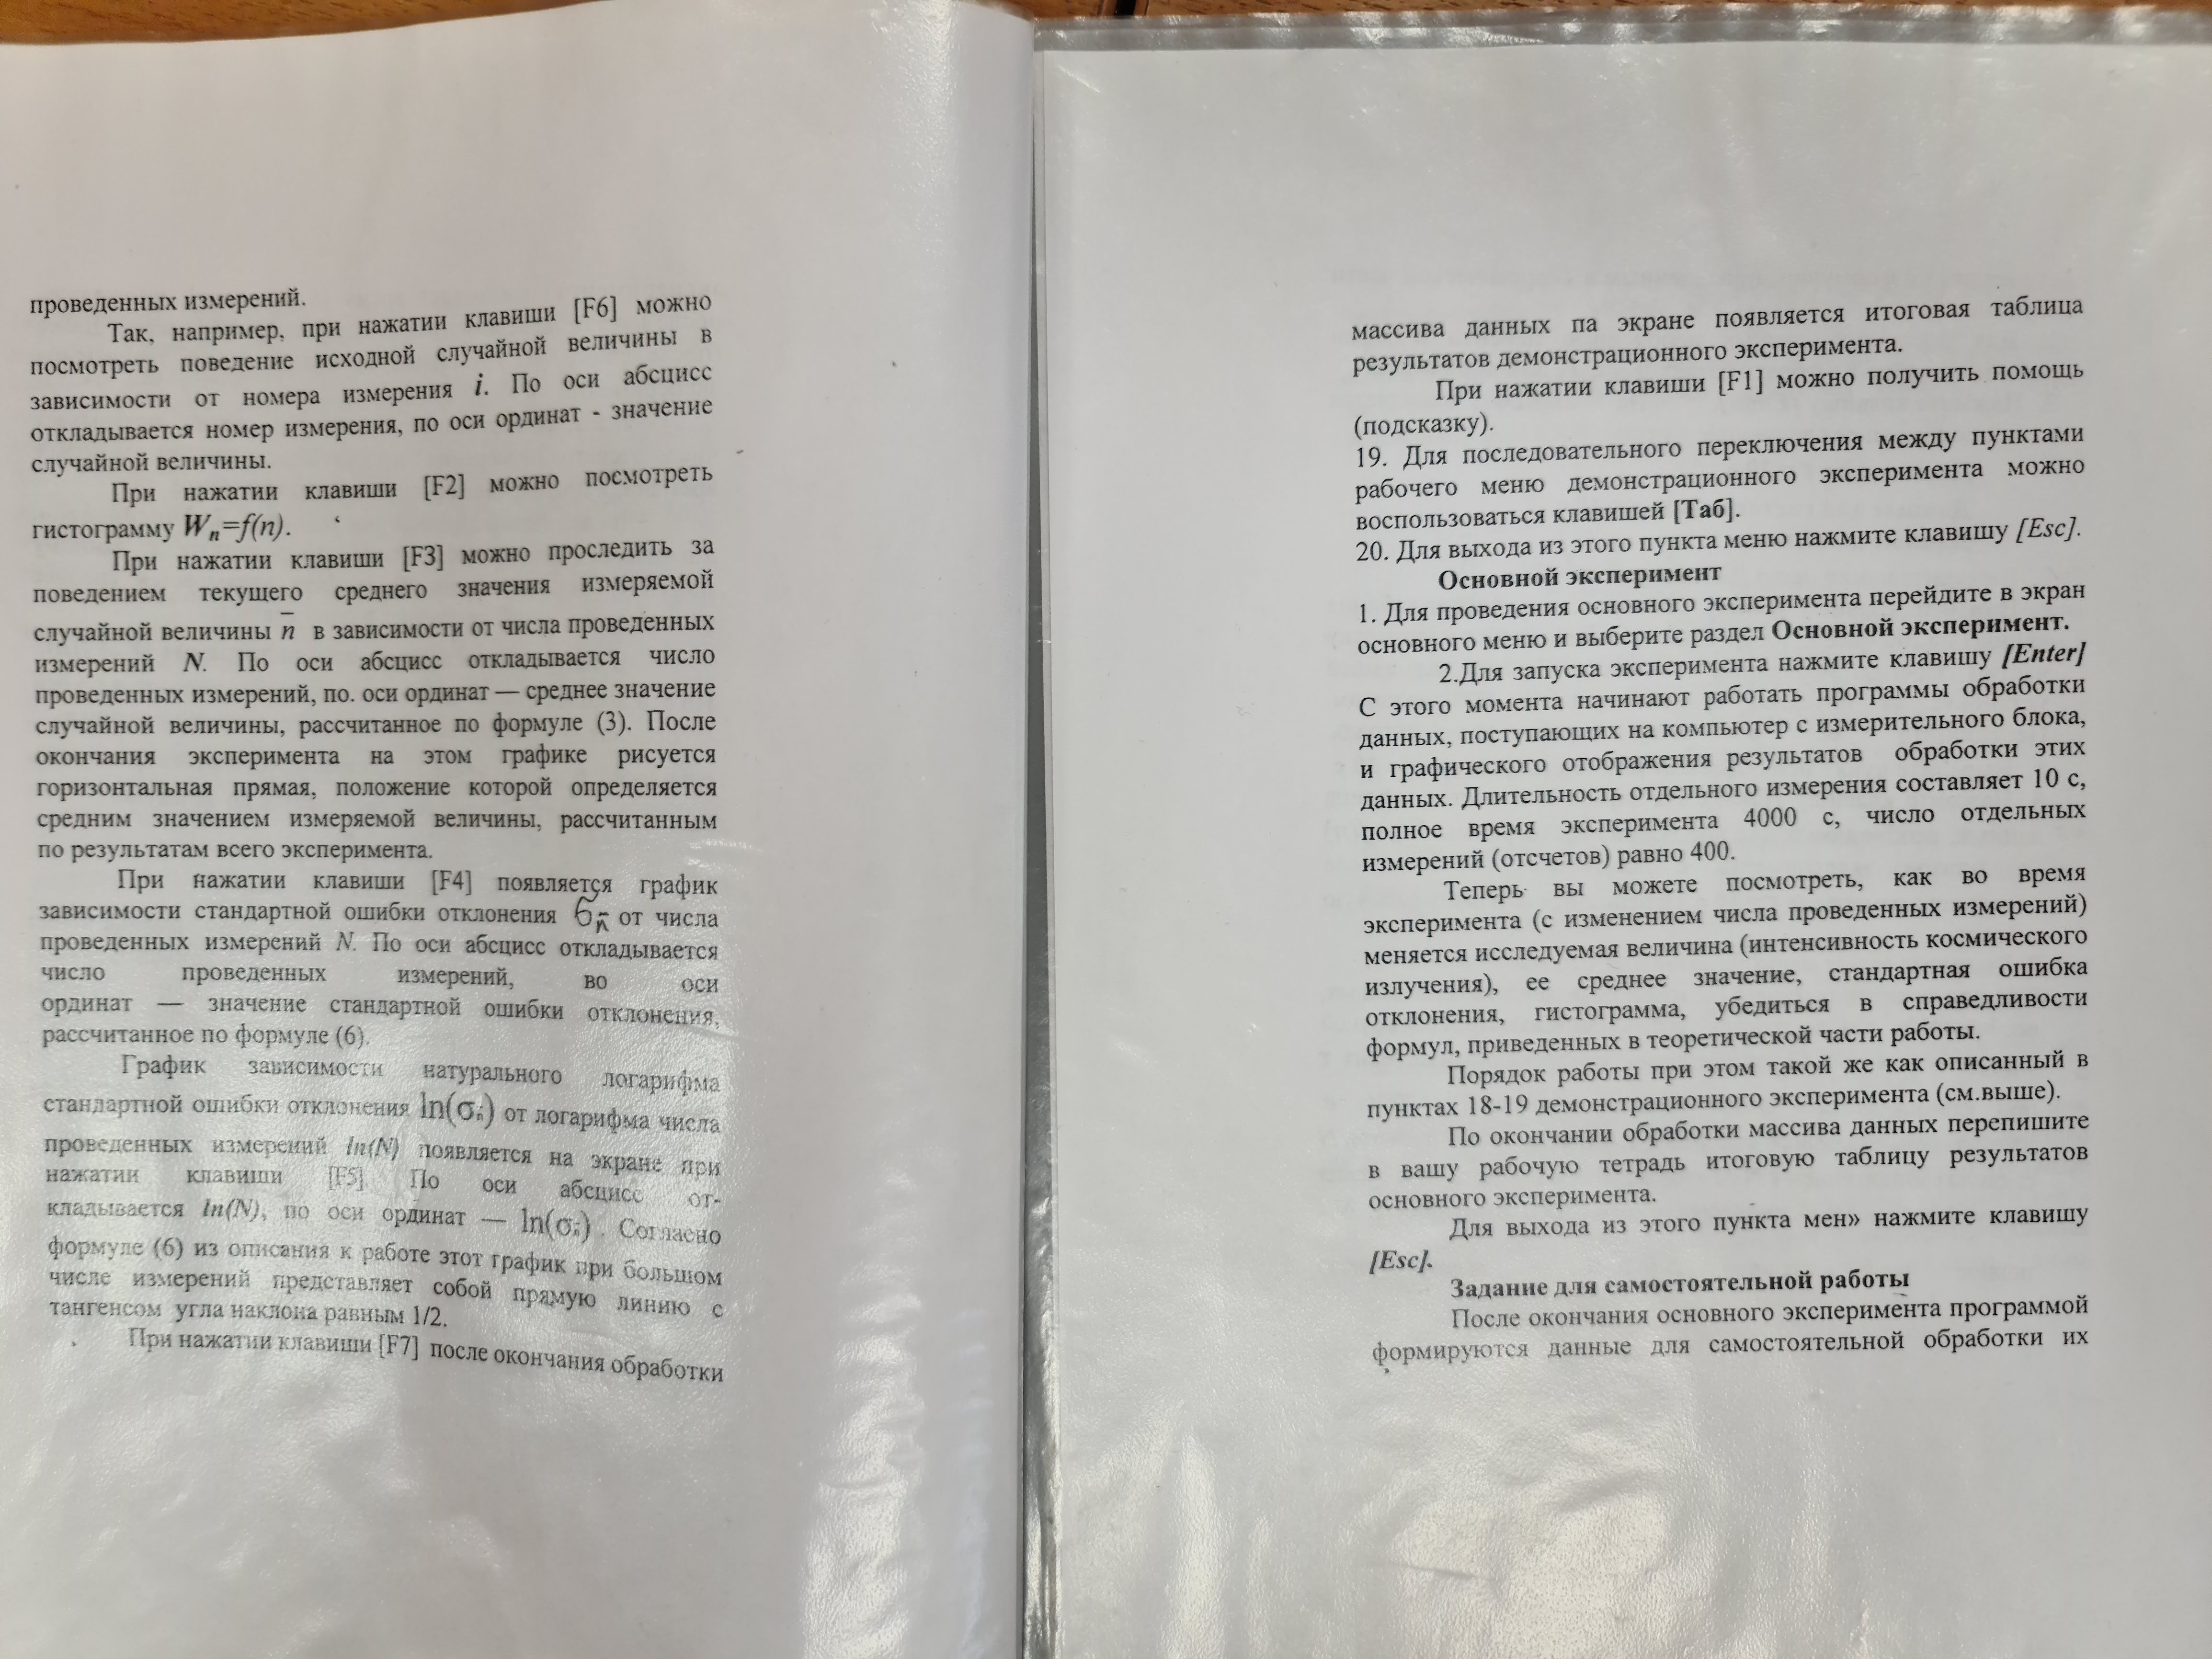 проведенных измерений.
Так, например, при нажатии клавиши [F6] можно
посмотреть поведение исходной случайной величины в
зависимости от номера измерения i. По оси абсцисс
откладывается номер измерения, по оси ординат - значение
случайной величины.
При нажатии клавиши [F2] можно посмотреть
гистограмму Wn=f(n).
При нажатии клавиши [F3] можно проследить за
поведением текущего среднего значения измеряемой
случайной величины n̄ в зависимости от числа проведенных
измерений N. По оси абсцисс откладывается число
проведенных измерений, по. оси ординат — среднее значение
случайной величины, рассчитанное по формуле (3). После
окончания эксперимента на этом графике рисуется
горизонтальная прямая, положение которой определяется
средним значением измеряемой величины, рассчитанным
по результатам всего эксперимента.
При нажатии клавиши [F4] появляется график
зависимости стандартной ошибки отклонения σn̄ от числа
проведенных измерений N. По оси абсцисс откладывается
число проведенных измерений, во оси
ординат — значение стандартной ошибки отклонения,
рассчитанное по формуле (6).
График зависимости натурального логарифма
стандартной ошибки отклонения ln(σn̄) от логарифма числа
проведенных измерений ln(N) появляется на экране при
нажатии клавиши [F5]. По оси абсцисс от-
кладывается ln(N), по оси ординат — ln(σn̄) . Согласно
формуле (6) из описания к работе этот график при большом
числе измерений представляет собой прямую линию с
тангенсом угла наклона равным 1/2.
При нажатии клавиши [F7] после окончания обработки
массива данных па экране появляется итоговая таблица
результатов демонстрационного эксперимента.
При нажатии клавиши [F1] можно получить помощь
(подсказку).
19. Для последовательного переключения между пунктами
рабочего меню демонстрационного эксперимента можно
воспользоваться клавишей [Таб].
20. Для выхода из этого пункта меню нажмите клавишу [Esc].
Основной эксперимент
1. Для проведения основного эксперимента перейдите в экран
основного меню и выберите раздел Основной эксперимент.
2.Для запуска эксперимента нажмите клавишу [Enter]
С этого момента начинают работать программы обработки
данных, поступающих на компьютер с измерительного блока,
и графического отображения результатов обработки этих
данных. Длительность отдельного измерения составляет 10 с,
полное время эксперимента 4000 с, число отдельных
измерений (отсчетов) равно 400.
Теперь вы можете посмотреть, как во время
эксперимента (с изменением числа проведенных измерений)
меняется исследуемая величина (интенсивность космического
излучения), ее среднее значение, стандартная ошибка
отклонения, гистограмма, убедиться в справедливости
формул, приведенных в теоретической части работы.
Порядок работы при этом такой же как описанный в
пунктах 18-19 демонстрационного эксперимента (см.выше).
По окончании обработки массива данных перепишите
в вашу рабочую тетрадь итоговую таблицу результатов
основного эксперимента.
Для выхода из этого пункта мен» нажмите клавишу
[Esc].
Задание для самостоятельной работы
После окончания основного эксперимента программой
формируются данные для самостоятельной обработки их